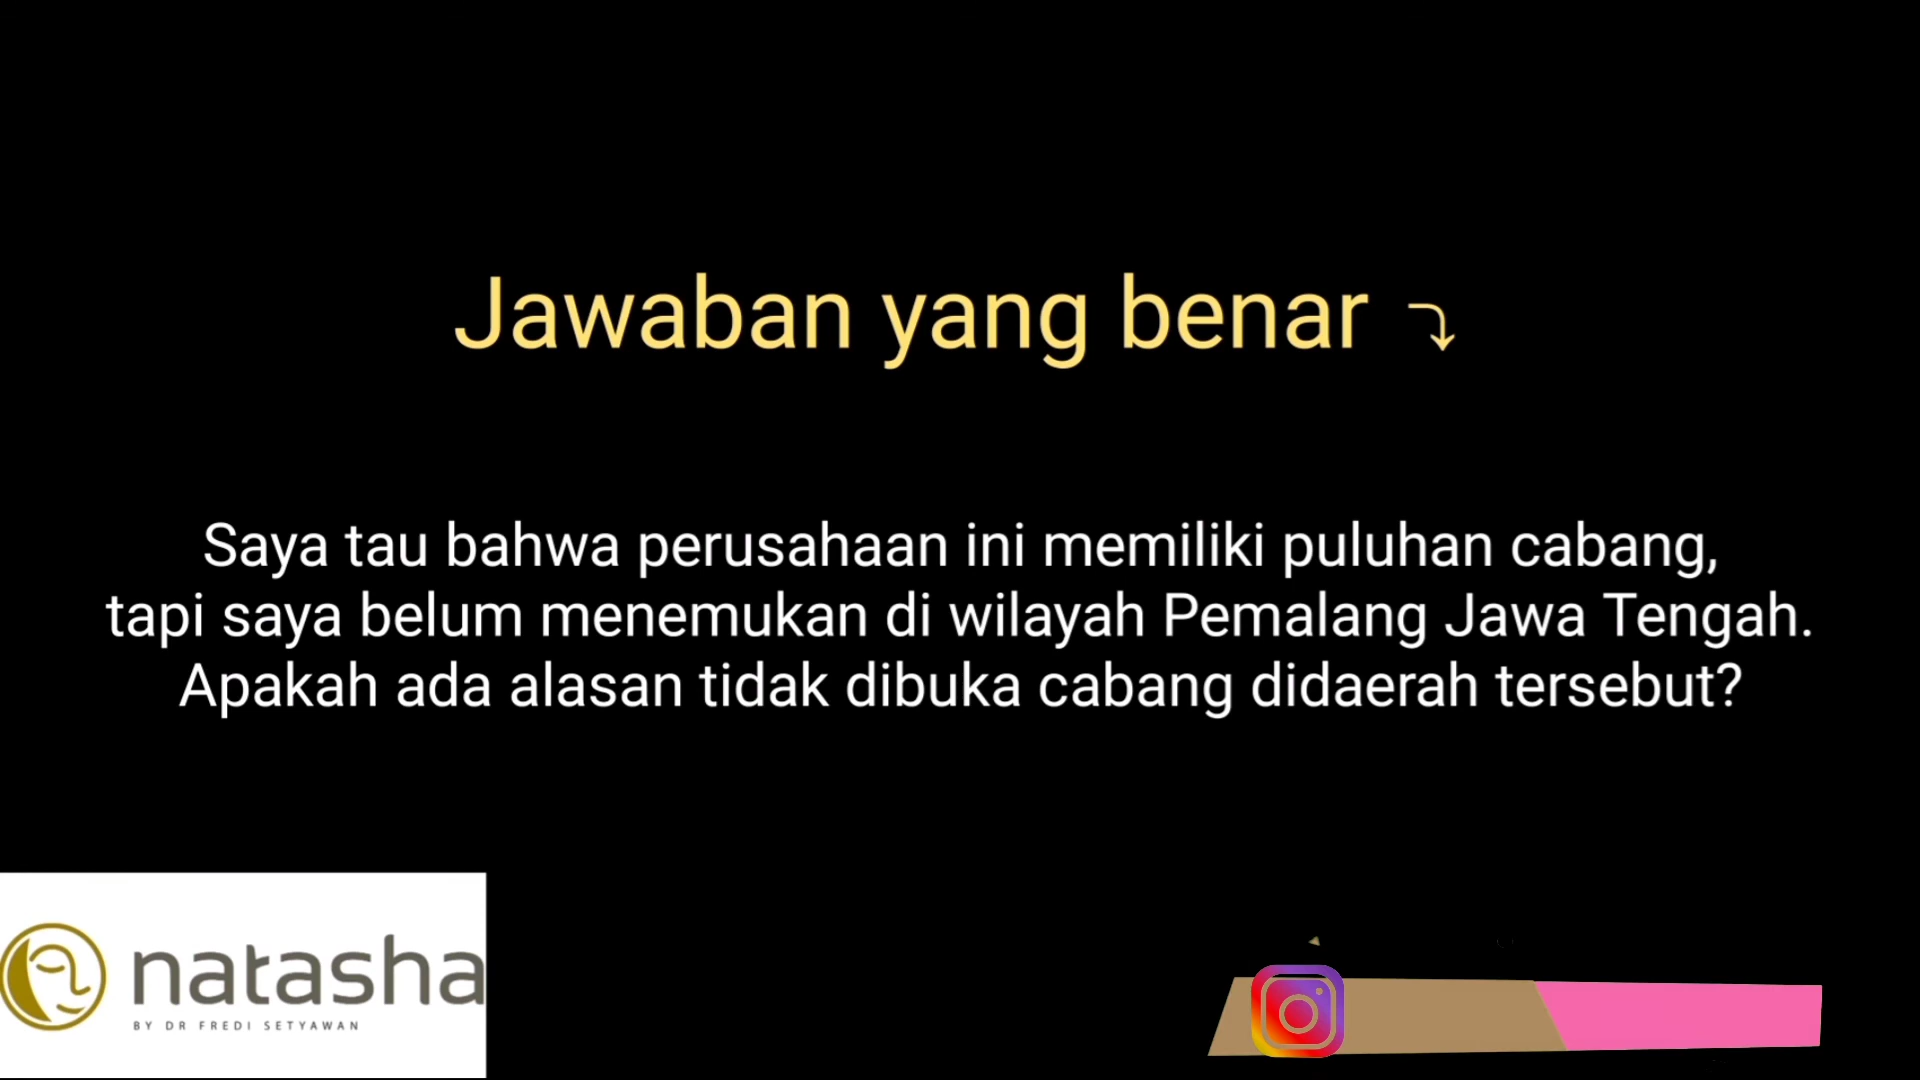 Jawaban yang benar ⤵
Saya tau bahwa perusahaan ini memiliki puluhan cabang,
tapi saya belum menemukan di wilayah Pemalang Jawa Tengah.
Apakah ada alasan tidak dibuka cabang didaerah tersebut?
natasha
BY DR FREDI SETYAWAN